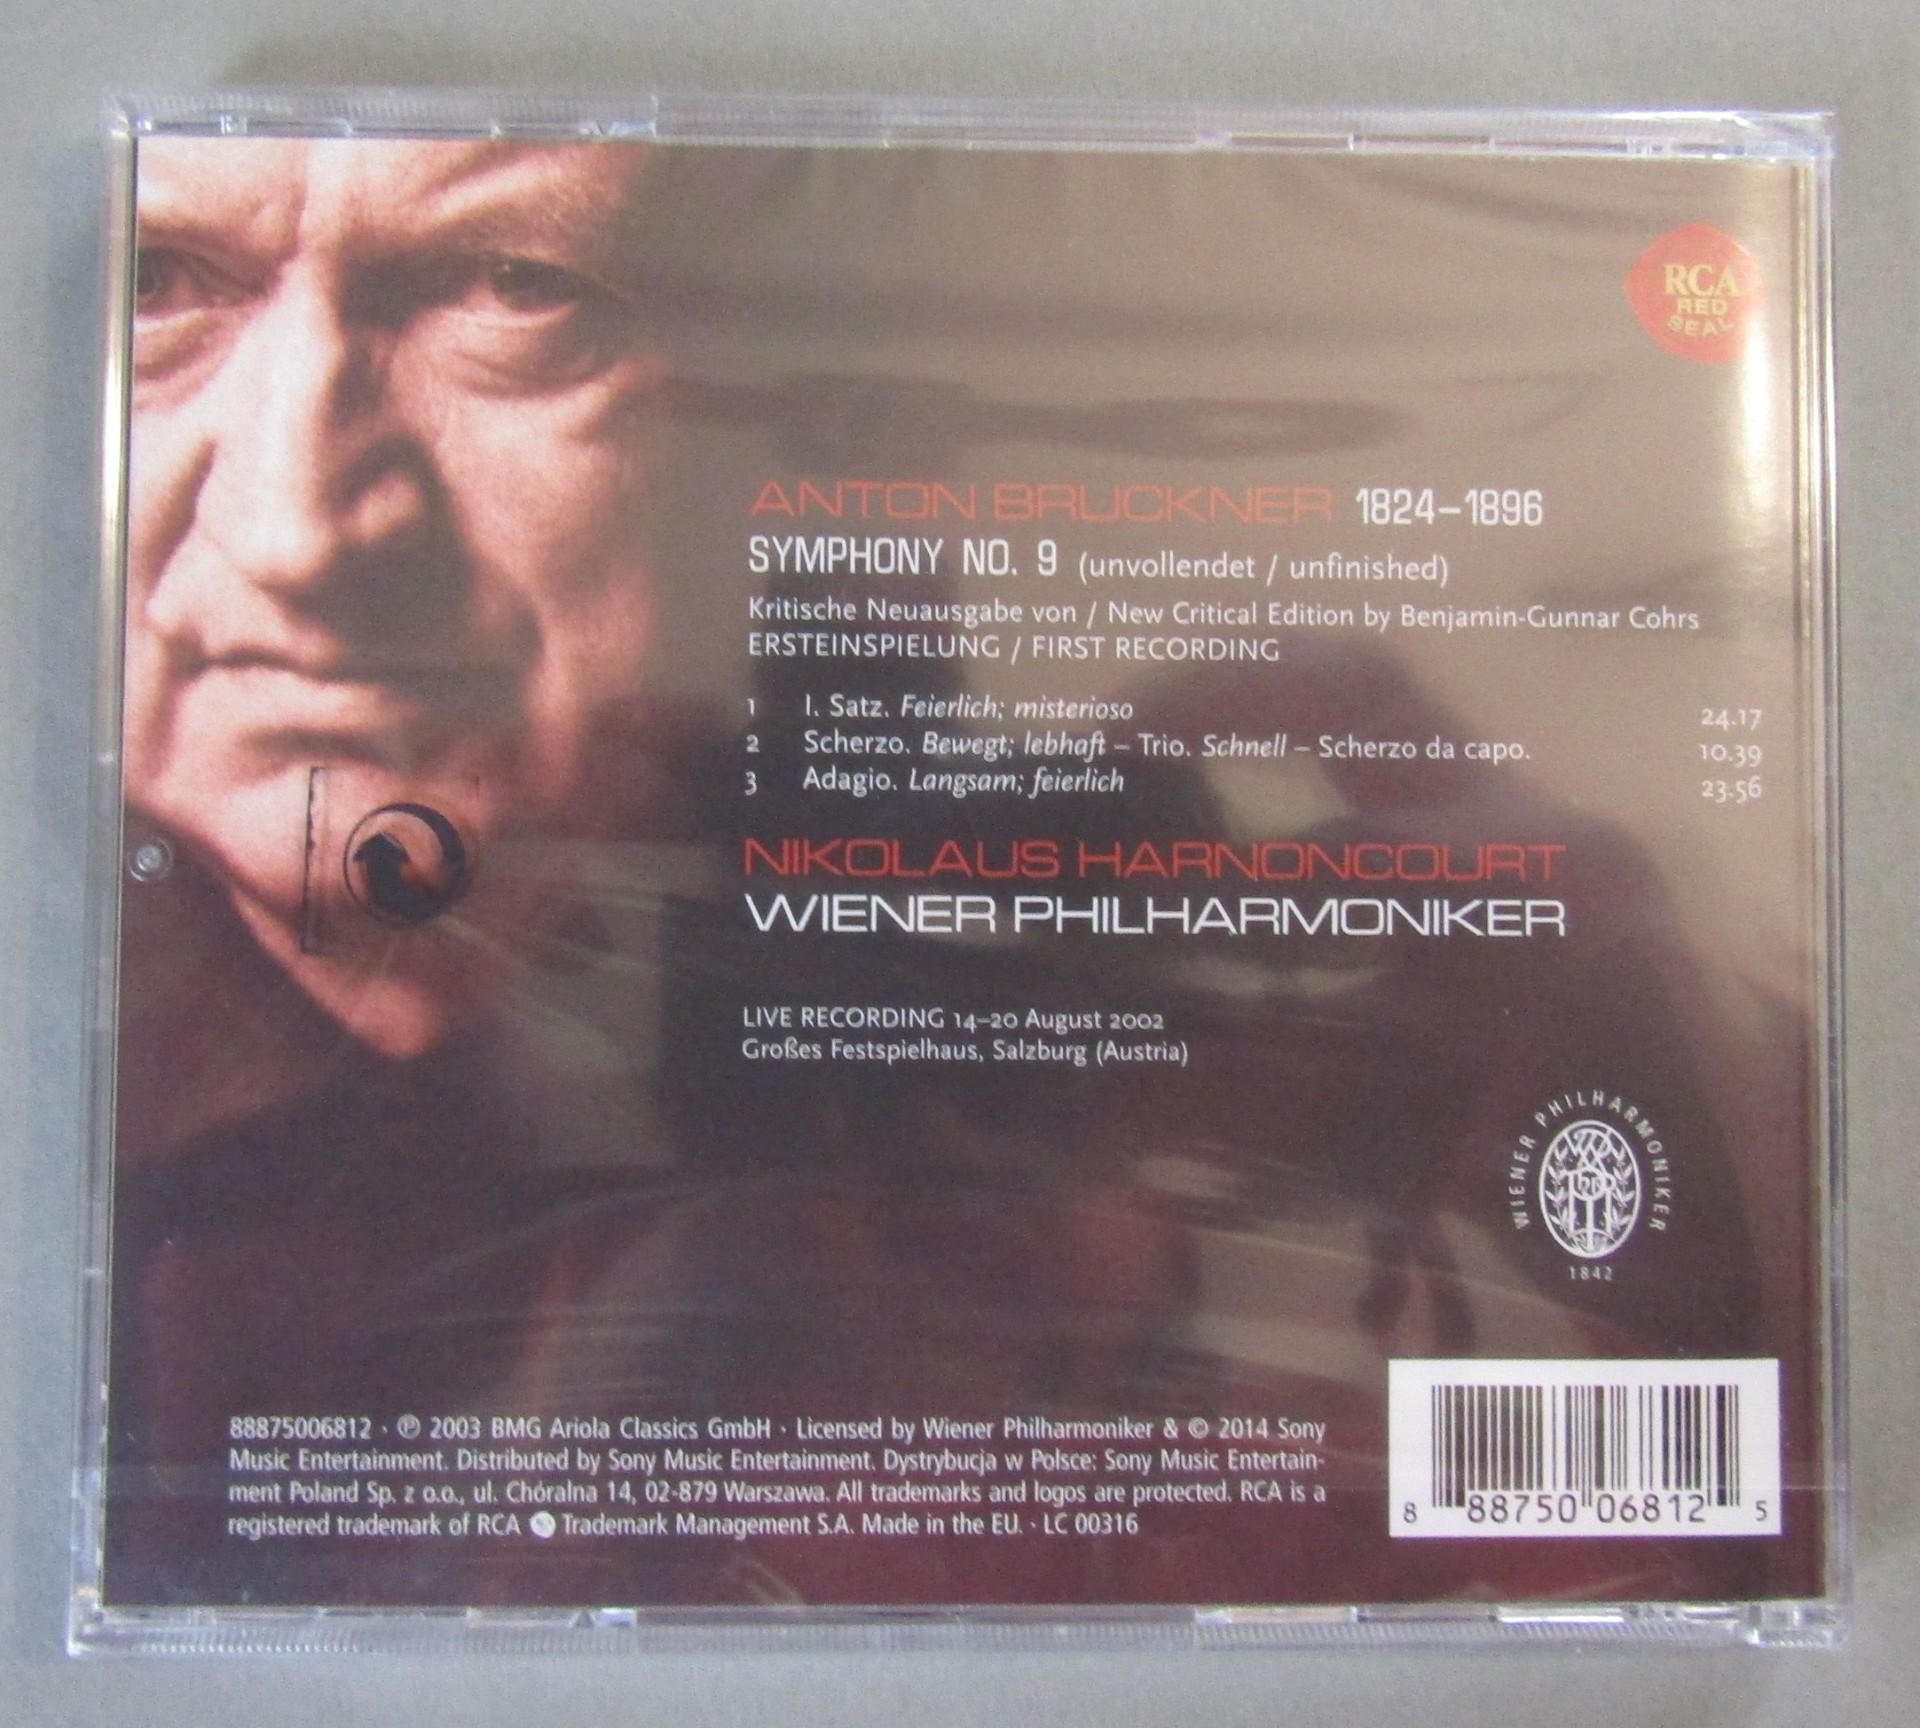 RCA
RED
SEAL
ANTON BRUCKNER 1824–1896
SYMPHONY NO. 9 (unvollendet / unfinished)
Kritische Neuausgabe von / New Critical Edition by Benjamin-Gunnar Cohrs
ERSTEINSPIELUNG / FIRST RECORDING
1 I. Satz. Feierlich; misterioso 24.17
2 Scherzo. Bewegt; lebhaft – Trio. Schnell – Scherzo da capo. 10.39
3 Adagio. Langsam; feierlich 23.56
NIKOLAUS HARNONCOURT
WIENER PHILHARMONIKER
LIVE RECORDING 14–20 August 2002
Großes Festspielhaus, Salzburg (Austria)
WIENER PHILHARMONIKER
1842
88875006812 · ℗ 2003 BMG Ariola Classics GmbH · Licensed by Wiener Philharmoniker & © 2014 Sony
Music Entertainment. Distributed by Sony Music Entertainment. Dystrybucja w Polsce: Sony Music Entertain-
ment Poland Sp. z o.o., ul. Chóralna 14, 02-879 Warszawa. All trademarks and logos are protected. RCA is a
registered trademark of RCA Trademark Management S.A. Made in the EU. · LC 00316
8 88750 06812 5